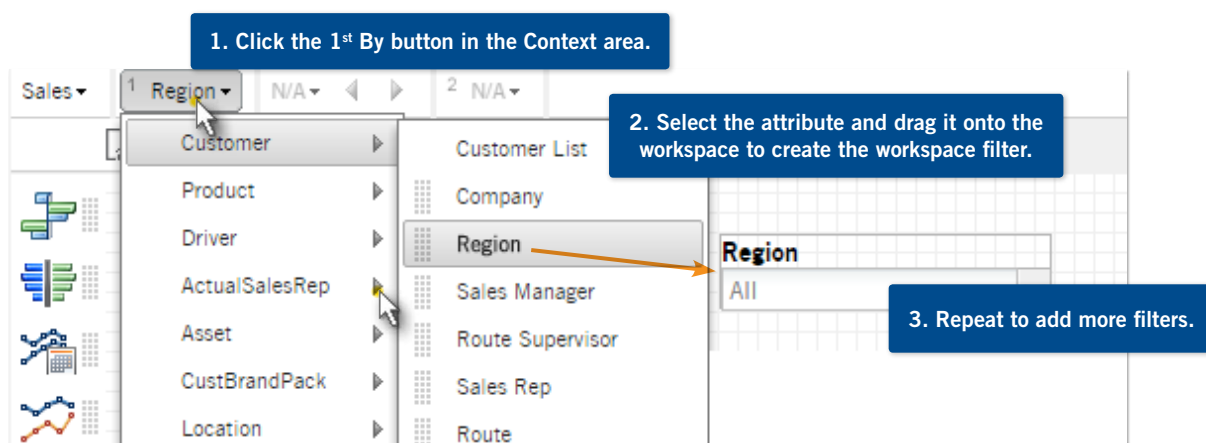 1. Click the 1st By button in the Context area.
Sales 1 Region N/A 2 N/A
2. Select the attribute and drag it onto the
workspace to create the workspace filter.
Customer
Product
Driver
ActualSalesRep
Asset
CustBrandPack
Location
Customer List
Company
Region
Sales Manager
Route Supervisor
Sales Rep
Route
Region
All
3. Repeat to add more filters.